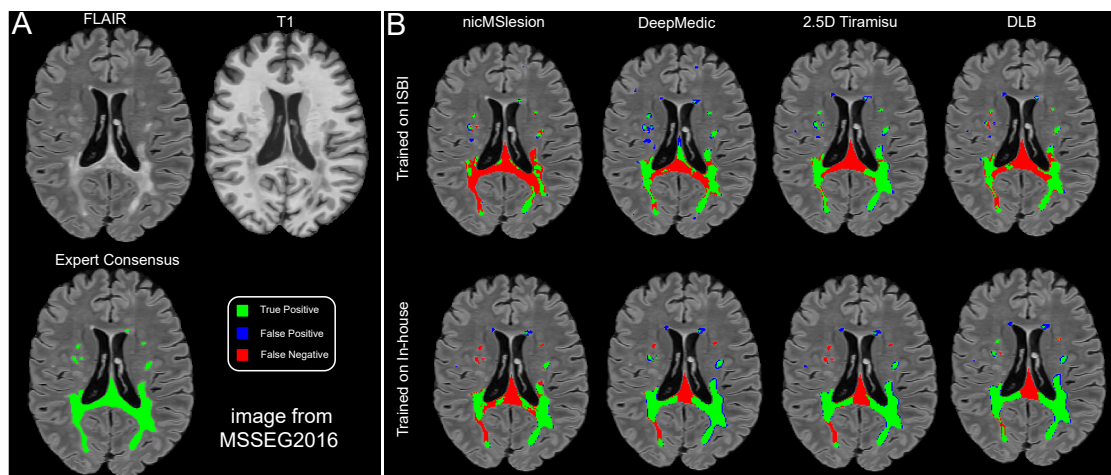 A
FLAIR
T1
Expert Consensus
True Positive
False Positive
False Negative
image from
MSSEG2016
B
nicMSlesion
DeepMedic
2.5D Tiramisu
DLB
Trained on ISBI
Trained on In-house